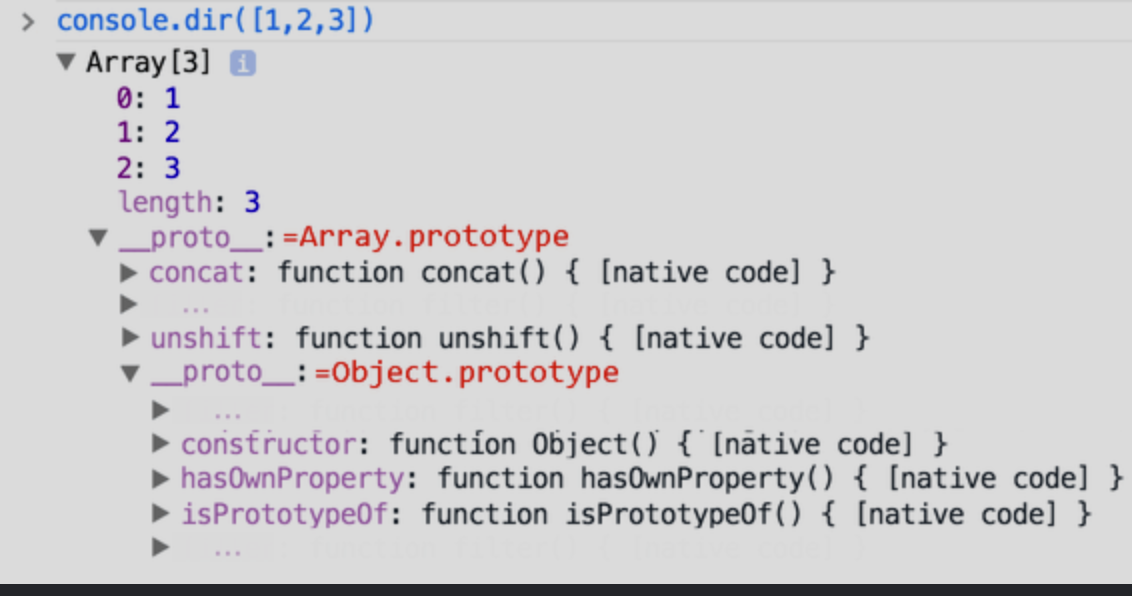 > console.dir([1,2,3])
▼ Array[3] i
0: 1
1: 2
2: 3
length: 3
▼ __proto__:=Array.prototype
▶ concat: function concat() { [native code] }
▶ ...
▶ unshift: function unshift() { [native code] }
▼ __proto__:=Object.prototype
▶ ...
▶ constructor: function Object() { [native code] }
▶ hasOwnProperty: function hasOwnProperty() { [native code] }
▶ isPrototypeOf: function isPrototypeOf() { [native code] }
▶ ...